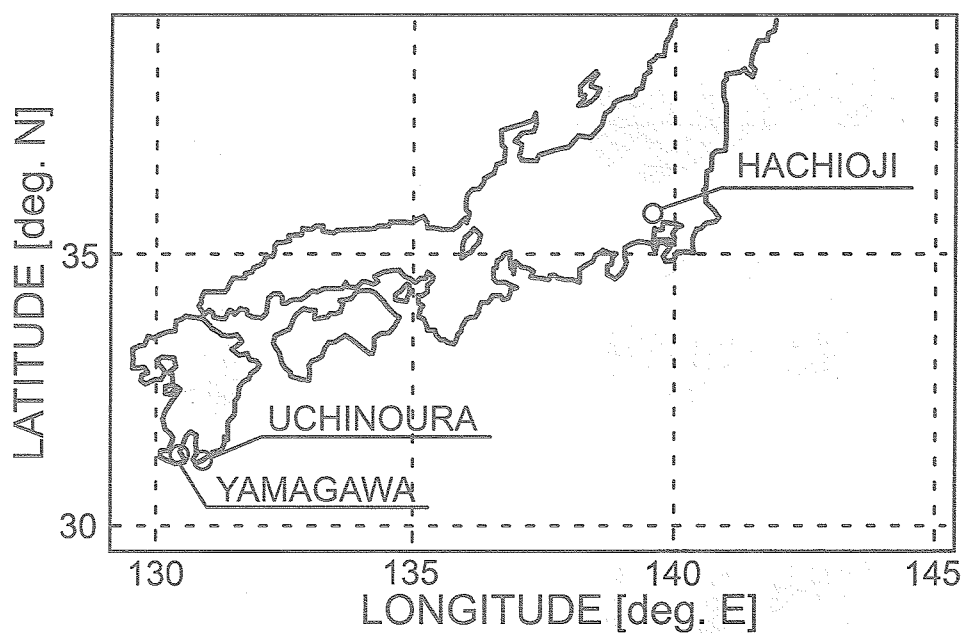 HACHIOJI
35
LATITUDE [deg. N]
UCHINOURA
YAMAGAWA
30
130 135 140 145
LONGITUDE [deg. E]